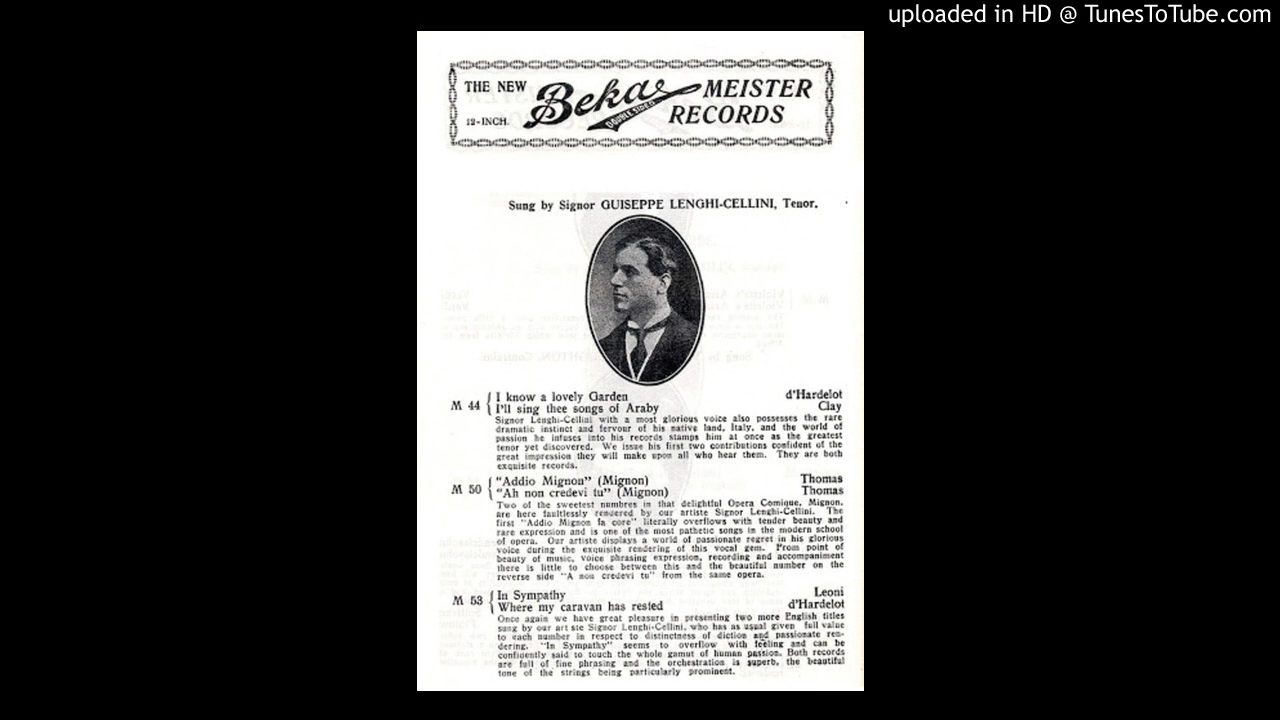 uploaded in HD @ TunesToTube.com
THE NEW Beka MEISTER
12-INCH. DOUBLE SIDED RECORDS
Sung by Signor GUISEPPE LENGHI-CELLINI, Tenor.
M 44 { I know a lovely Garden d'Hardelot
I'll sing thee songs of Araby Clay
Signor Lenghi-Cellini with a most glorious voice also possesses the rare
dramatic instinct and fervour of his native land, Italy, and the world of
passion he infuses into his records stamps him at once as the greatest
tenor yet discovered. We issue his first two contributions confident of the
great impression they will make upon all who hear them. They are both
exquisite records.
M 50 { "Addio Mignon" (Mignon) Thomas
"Ah non credevi tu" (Mignon) Thomas
Two of the sweetest numbres in that delightful Opera Comique, Mignon,
are here faultlessly rendered by our artiste Signor Lenghi-Cellini. The
first "Addio Mignon fa core" literally overflows with tender beauty and
rare expression and is one of the most pathetic songs in the modern school
of opera. Our artiste displays a world of passionate regret in his glorious
voice during the exquisite rendering of this vocal gem. From point of
beauty of music, voice phrasing expression, recording and accompaniment
there is little to choose between this and the beautiful number on the
reverse side "A non credevi tu" from the same opera.
M 53 { In Sympathy Leoni
Where my caravan has rested d'Hardelot
Once again we have great pleasure in presenting two more English titles
sung by our art ste Signor Lenghi-Cellini, who has as usual given full value
to each number in respect to distinctness of diction and passionate ren-
dering. "In Sympathy" seems to overflow with feeling and can be
confidently said to touch the whole gamut of human passion. Both records
are full of fine phrasing and the orchestration is superb, the beautiful
tone of the strings being particularly prominent.